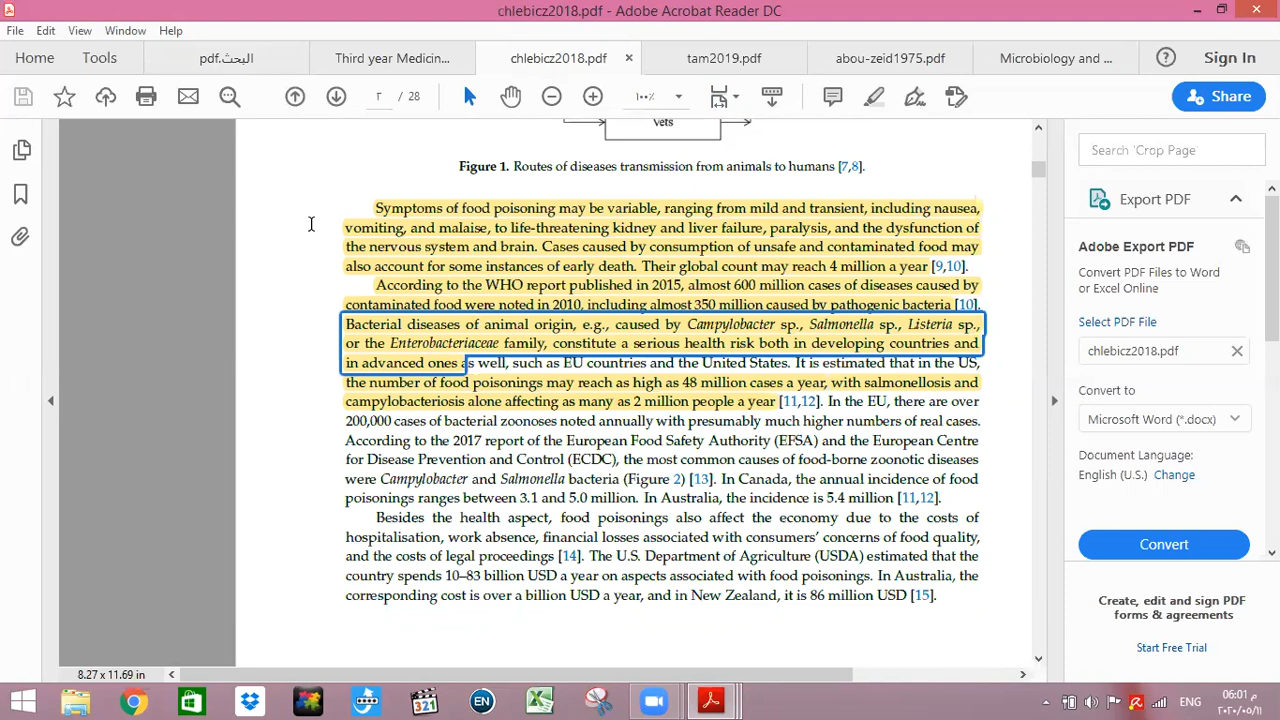 chlebicz2018.pdf - Adobe Acrobat Reader DC
File Edit View Window Help
Home Tools البحث.pdf Third year Medicin... chlebicz2018.pdf × tam2019.pdf abou-zeid1975.pdf Microbiology and ... Sign In
٣ / 28 ١٠٠٪ Share
Vets
Figure 1. Routes of diseases transmission from animals to humans [7,8].
Symptoms of food poisoning may be variable, ranging from mild and transient, including nausea,
vomiting, and malaise, to life-threatening kidney and liver failure, paralysis, and the dysfunction of
the nervous system and brain. Cases caused by consumption of unsafe and contaminated food may
also account for some instances of early death. Their global count may reach 4 million a year [9,10].
According to the WHO report published in 2015, almost 600 million cases of diseases caused by
contaminated food were noted in 2010, including almost 350 million caused by pathogenic bacteria [10].
Bacterial diseases of animal origin, e.g., caused by Campylobacter sp., Salmonella sp., Listeria sp.,
or the Enterobacteriaceae family, constitute a serious health risk both in developing countries and
in advanced ones as well, such as EU countries and the United States. It is estimated that in the US,
the number of food poisonings may reach as high as 48 million cases a year, with salmonellosis and
campylobacteriosis alone affecting as many as 2 million people a year [11,12]. In the EU, there are over
200,000 cases of bacterial zoonoses noted annually with presumably much higher numbers of real cases.
According to the 2017 report of the European Food Safety Authority (EFSA) and the European Centre
for Disease Prevention and Control (ECDC), the most common causes of food-borne zoonotic diseases
were Campylobacter and Salmonella bacteria (Figure 2) [13]. In Canada, the annual incidence of food
poisonings ranges between 3.1 and 5.0 million. In Australia, the incidence is 5.4 million [11,12].
Besides the health aspect, food poisonings also affect the economy due to the costs of
hospitalisation, work absence, financial losses associated with consumers' concerns of food quality,
and the costs of legal proceedings [14]. The U.S. Department of Agriculture (USDA) estimated that the
country spends 10–83 billion USD a year on aspects associated with food poisonings. In Australia, the
corresponding cost is over a billion USD a year, and in New Zealand, it is 86 million USD [15].
8.27 x 11.69 in
Search 'Crop Page'
Export PDF
Adobe Export PDF
Convert PDF Files to Word
or Excel Online
Select PDF File
chlebicz2018.pdf
Convert to
Microsoft Word (*.docx)
Document Language:
English (U.S.) Change
Convert
Create, edit and sign PDF
forms & agreements
Start Free Trial
321 EN ENG 06:01 م